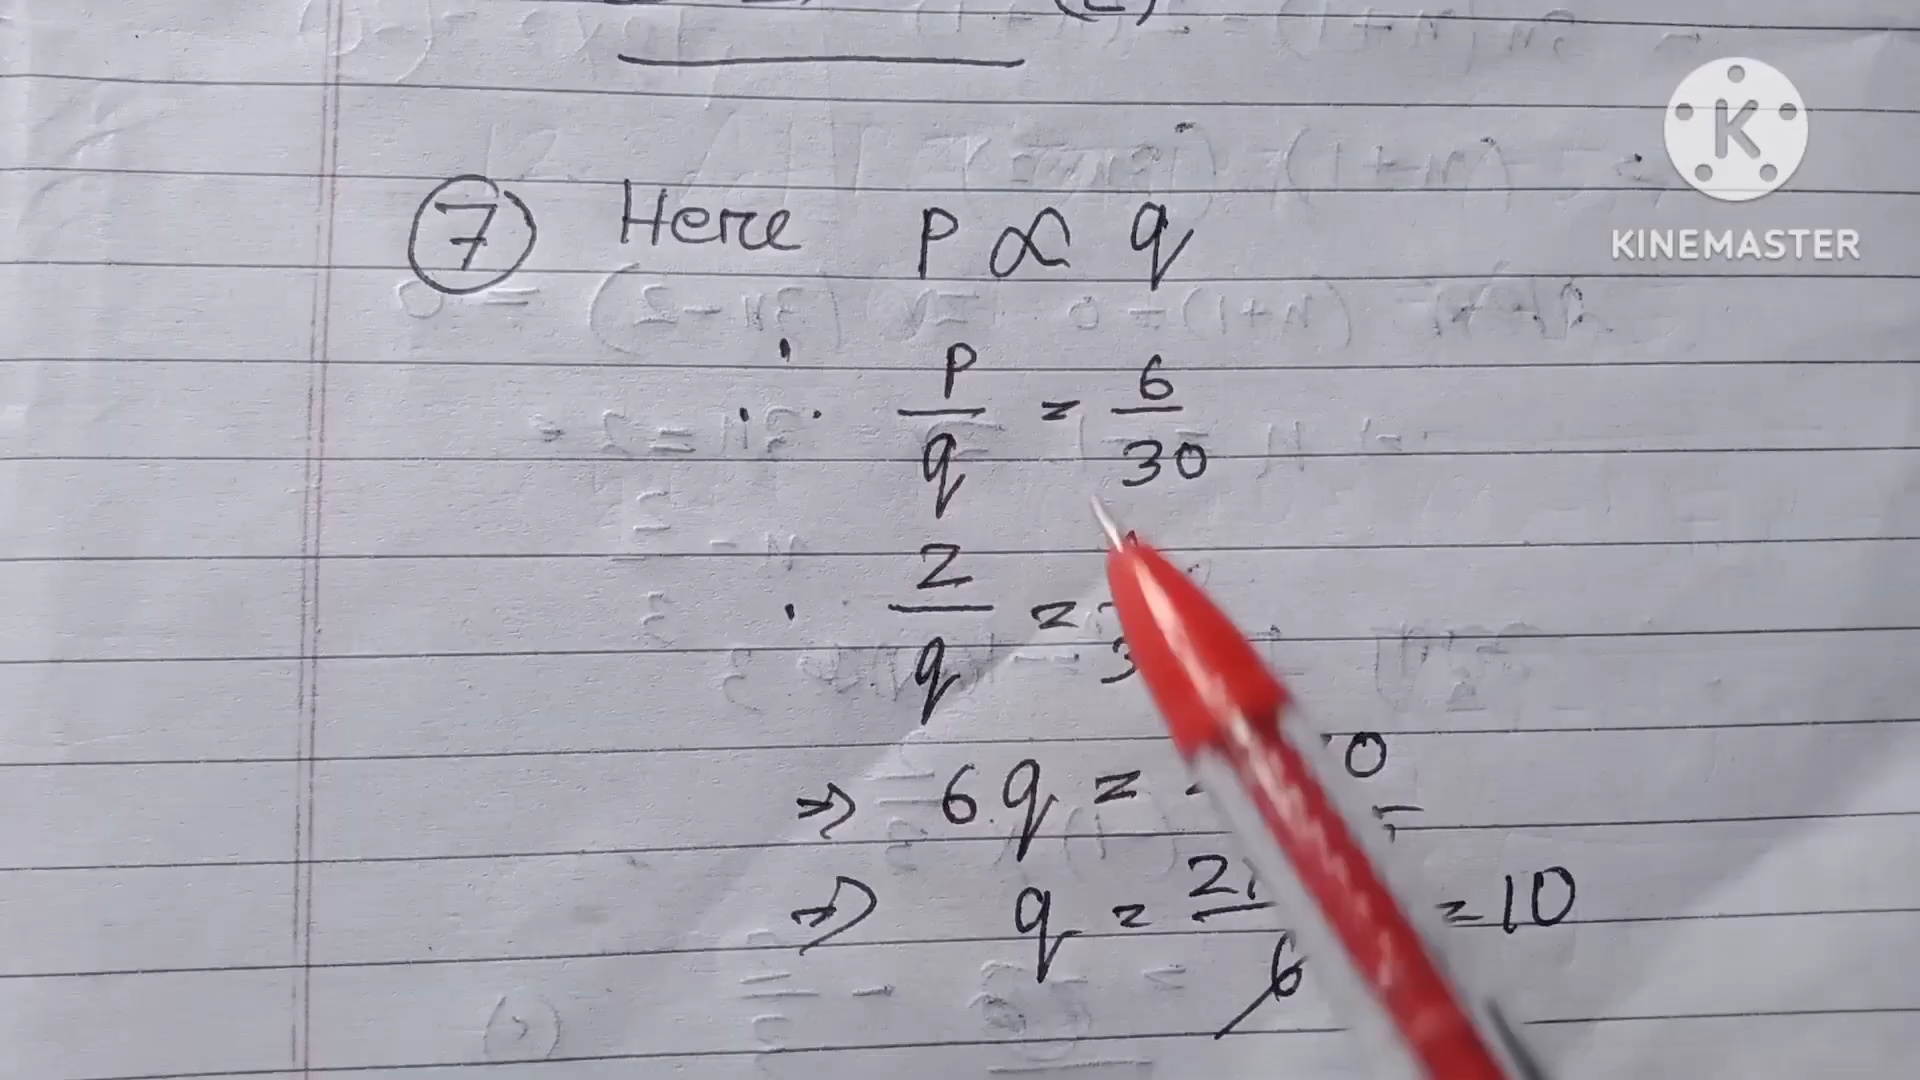 KINEMASTER
⑦ Here p ∝ q
∴ p/q = 6/30
2/q =
⇒ 6q =
⇒ q = = 10